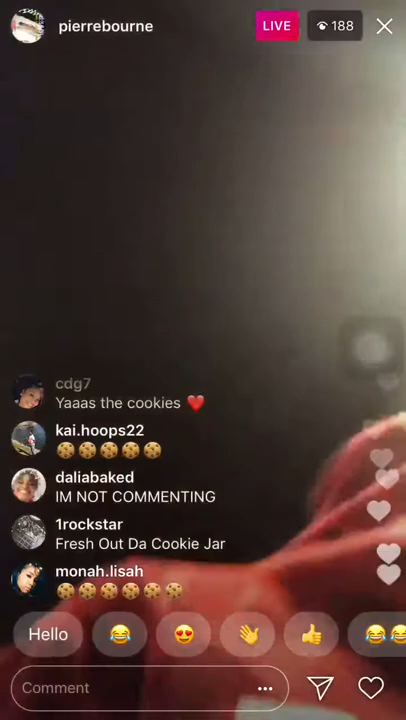 pierrebourne
LIVE
188
cdg7
Yaaas the cookies ❤️
kai.hoops22
🍪🍪🍪🍪🍪
daliabaked
IM NOT COMMENTING
1rockstar
Fresh Out Da Cookie Jar
monah.lisah
🍪🍪🍪🍪🍪🍪
Hello 😂 😍 👋 👍 😂😂
Comment